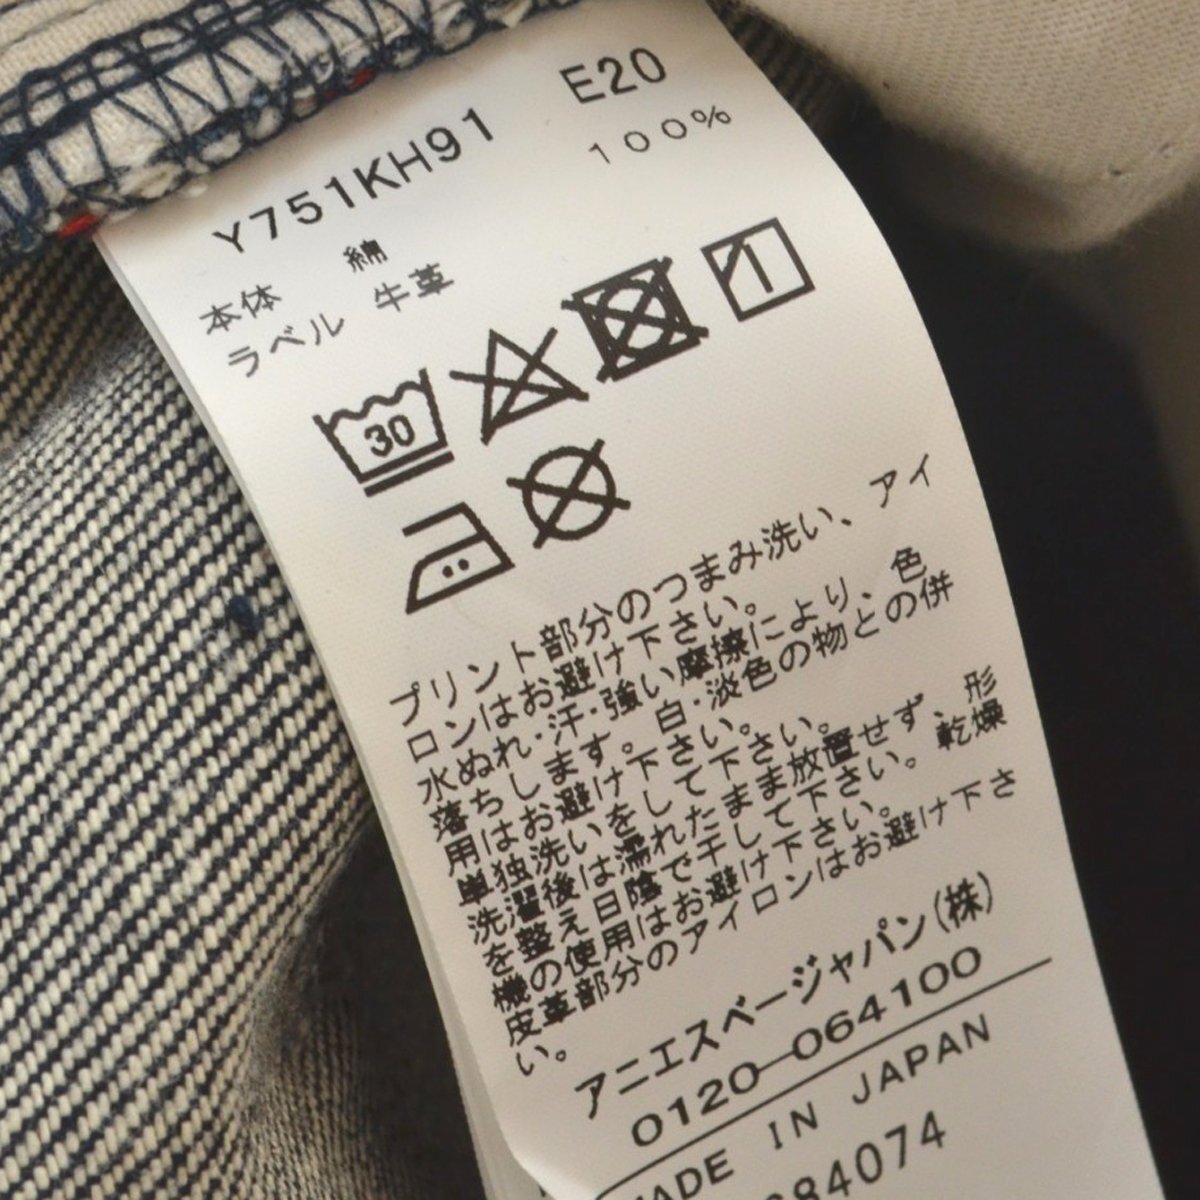 Y751KH91 E20
本体 綿 100%
ラベル 牛革
30
プリント部分のつまみ洗い、アイ
ロンはお避け下さい。
水ぬれ・汗・強い摩擦により、色
落ちします。白・淡色の物との併
用はお避け下さい。
単独洗いをして下さい。
洗濯後は濡れたまま放置せず、形
を整え日陰で干して下さい。乾燥
機の使用はお避け下さい。
皮革部分のアイロンはお避け下さ
い。
アニエスベージャパン(株)
0120-064100
MADE IN JAPAN
84074